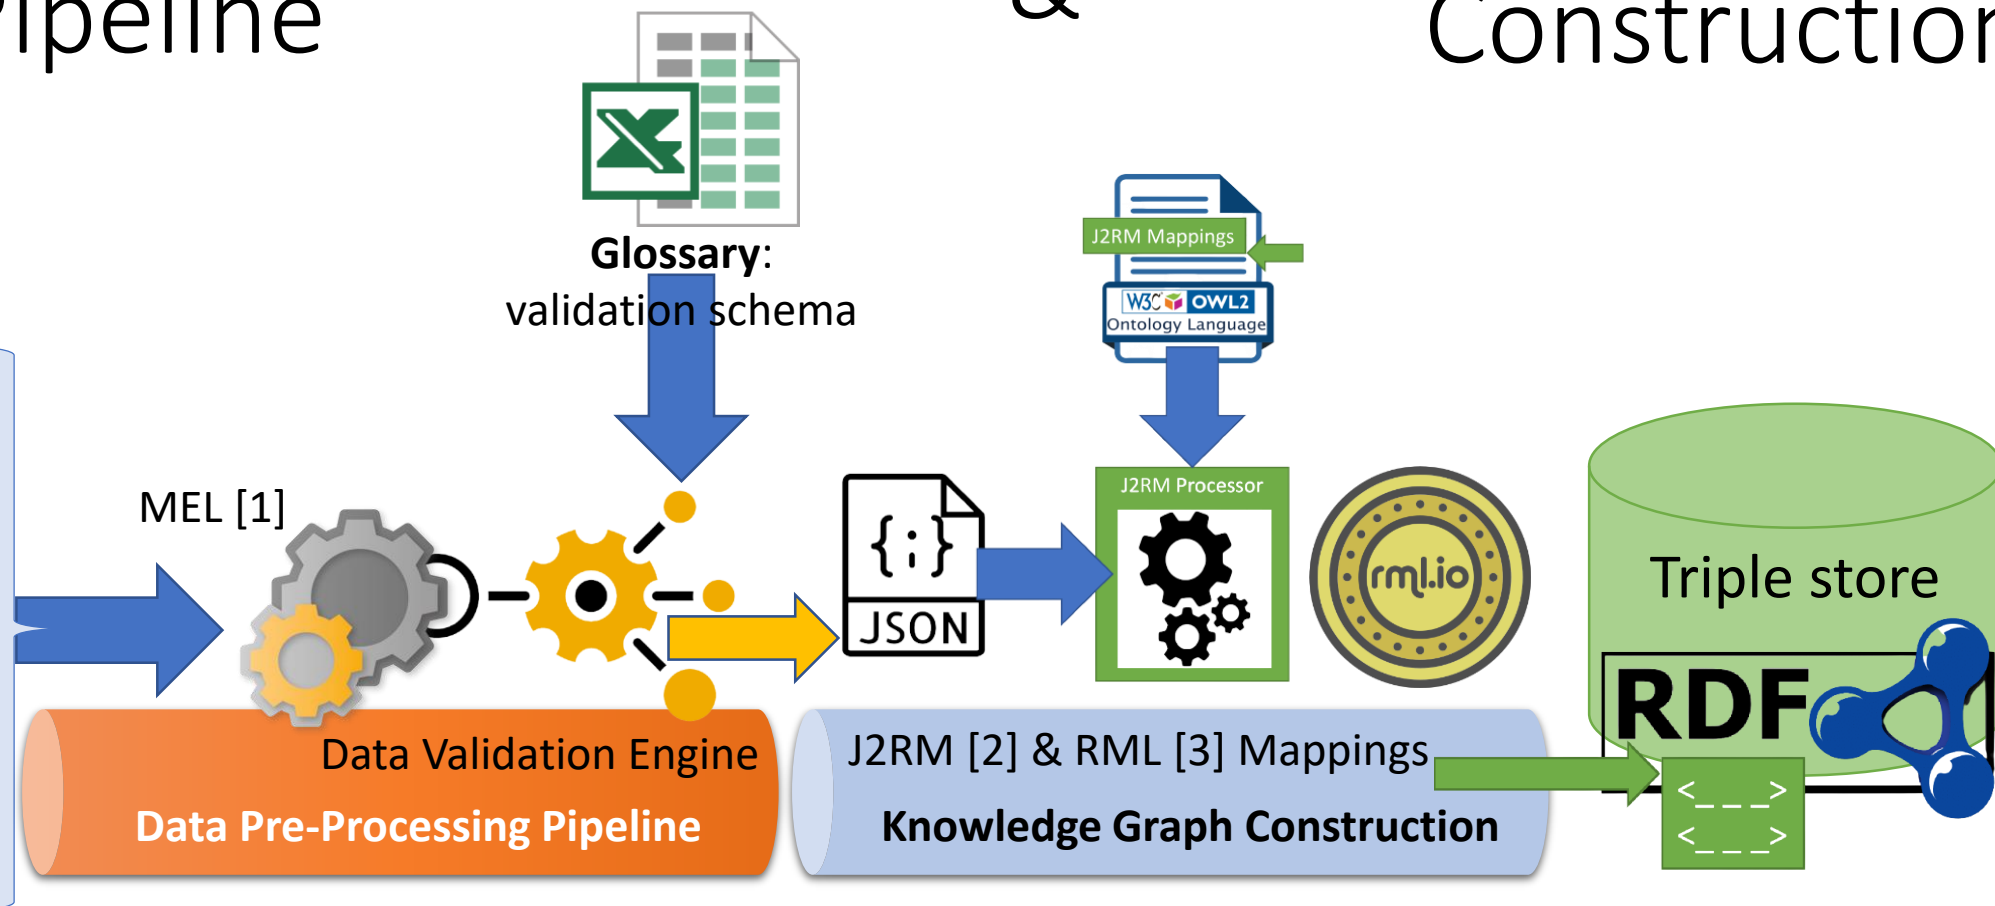 Pipeline
&
Construction
Glossary:
validation schema
J2RM Mappings
W3C OWL2
Ontology Language
MEL [1]
J2RM Processor
{;}
JSON
rml.io
Triple store
RDF
Data Validation Engine
Data Pre-Processing Pipeline
J2RM [2] & RML [3] Mappings
Knowledge Graph Construction
<_ _ _>
<_ _ _>